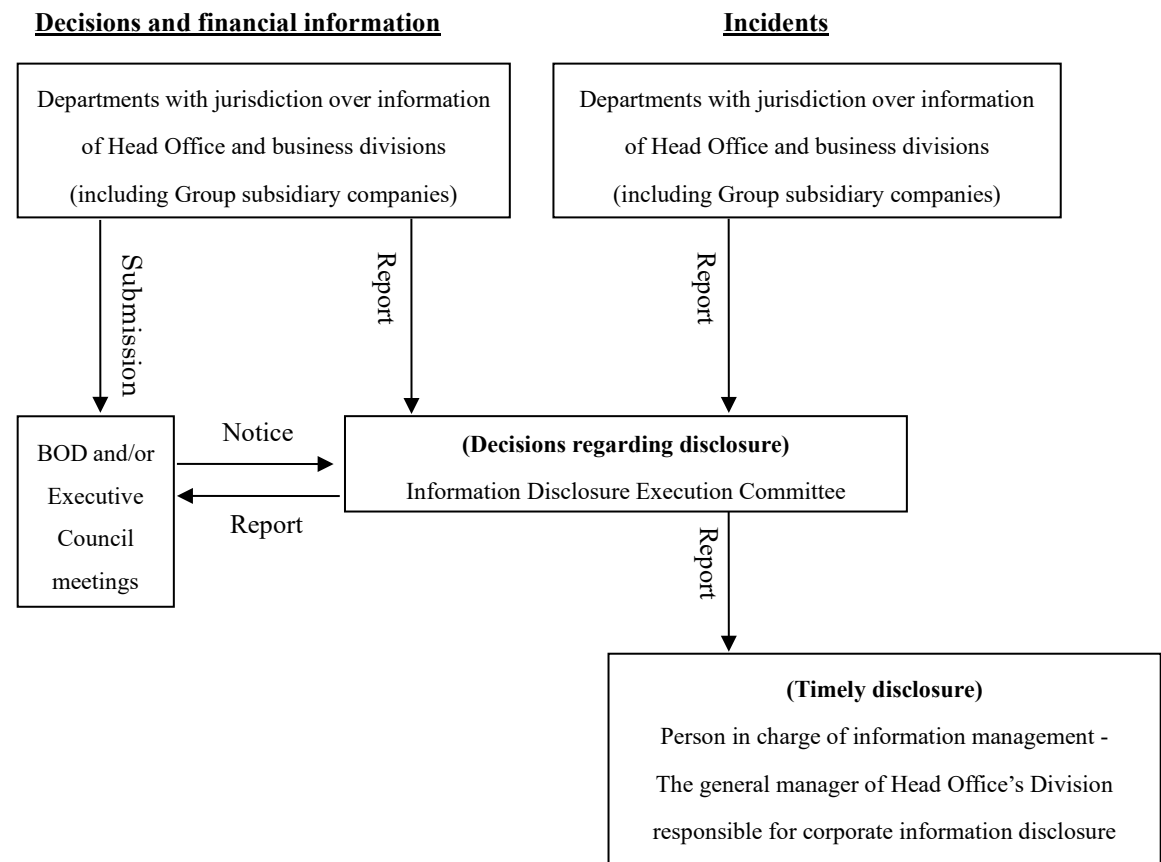 Decisions and financial information
Incidents
Departments with jurisdiction over information
of Head Office and business divisions
(including Group subsidiary companies)
Departments with jurisdiction over information
of Head Office and business divisions
(including Group subsidiary companies)
Submission
Report
Report
BOD and/or
Executive
Council
meetings
Notice
Report
(Decisions regarding disclosure)
Information Disclosure Execution Committee
Report
(Timely disclosure)
Person in charge of information management -
The general manager of Head Office’s Division
responsible for corporate information disclosure